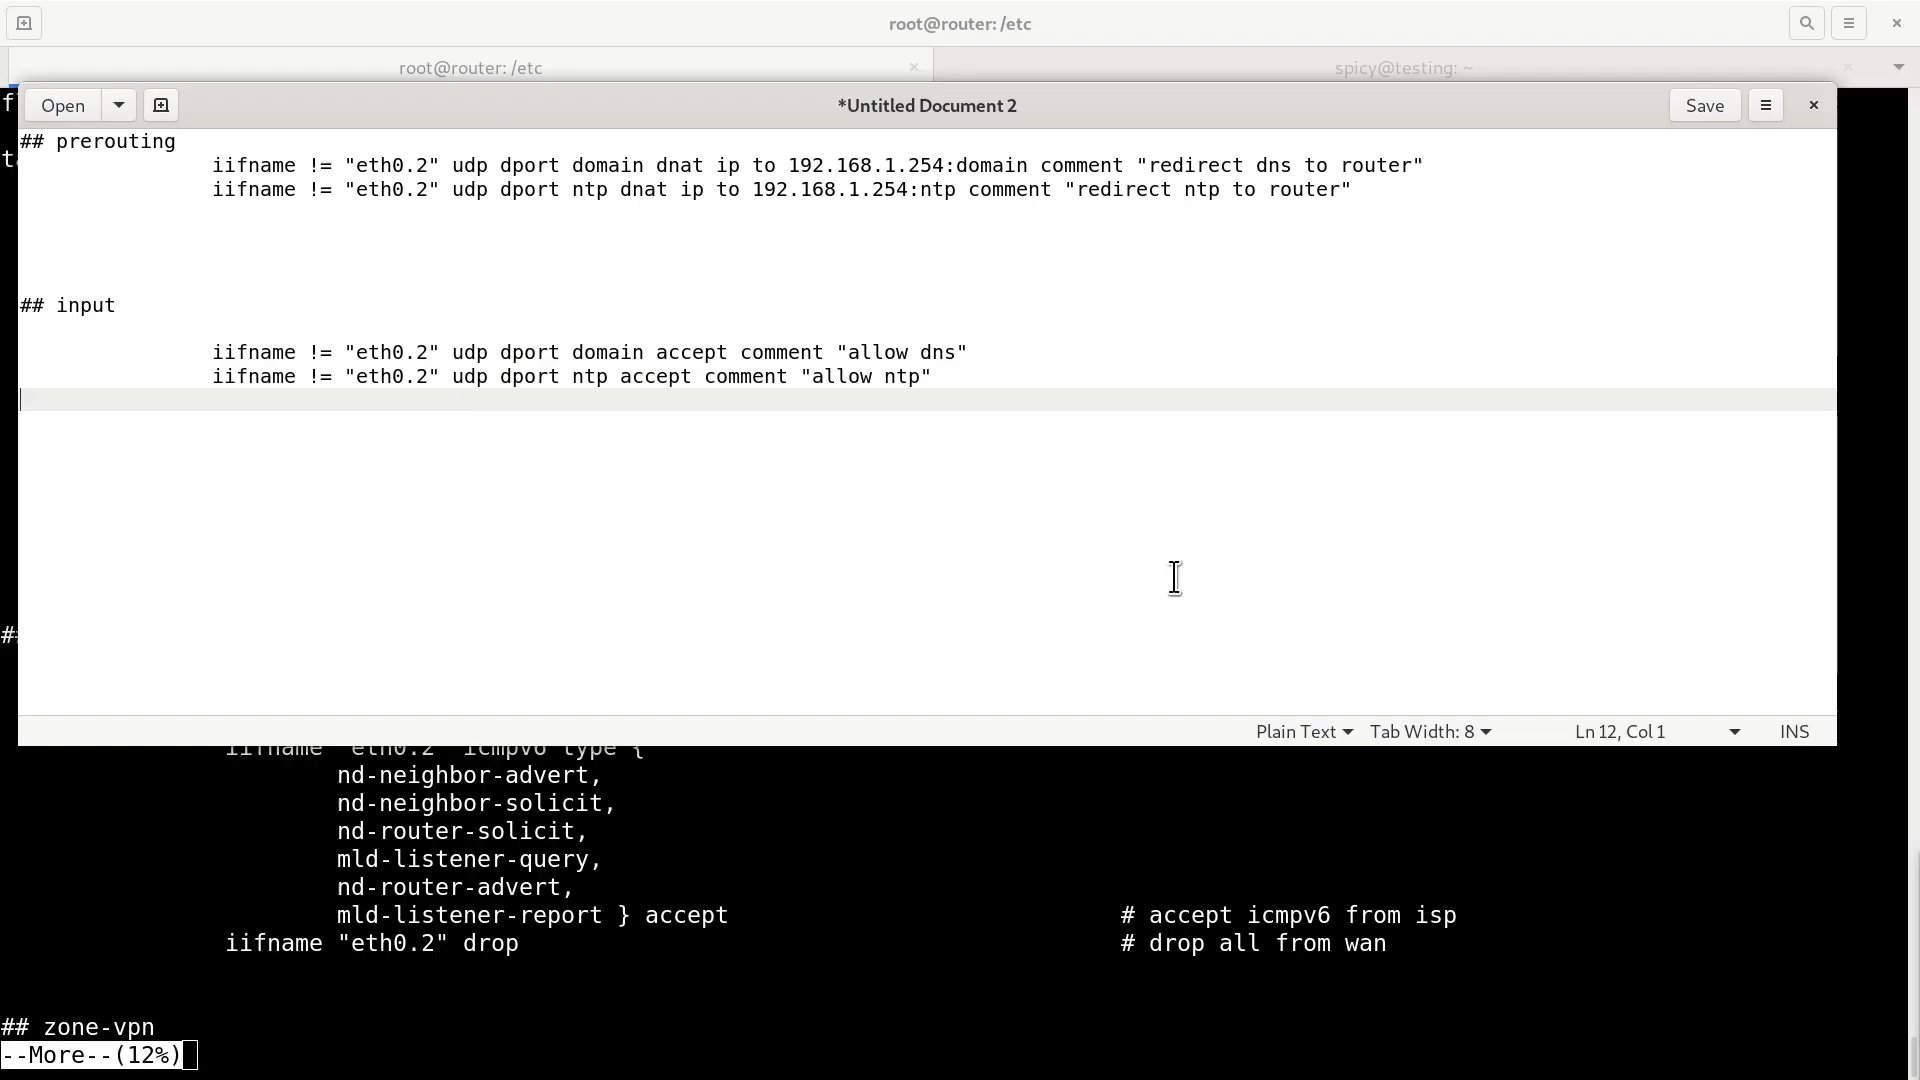 root@router: /etc
root@router: /etc
spicy@testing: ~
Open
*Untitled Document 2
Save
## prerouting
iifname != "eth0.2" udp dport domain dnat ip to 192.168.1.254:domain comment "redirect dns to router"
iifname != "eth0.2" udp dport ntp dnat ip to 192.168.1.254:ntp comment "redirect ntp to router"
## input
iifname != "eth0.2" udp dport domain accept comment "allow dns"
iifname != "eth0.2" udp dport ntp accept comment "allow ntp"
Plain Text Tab Width: 8 Ln 12, Col 1 INS
iifname "eth0.2" icmpv6 type {
nd-neighbor-advert,
nd-neighbor-solicit,
nd-router-solicit,
mld-listener-query,
nd-router-advert,
mld-listener-report } accept # accept icmpv6 from isp
iifname "eth0.2" drop # drop all from wan
## zone-vpn
--More--(12%)